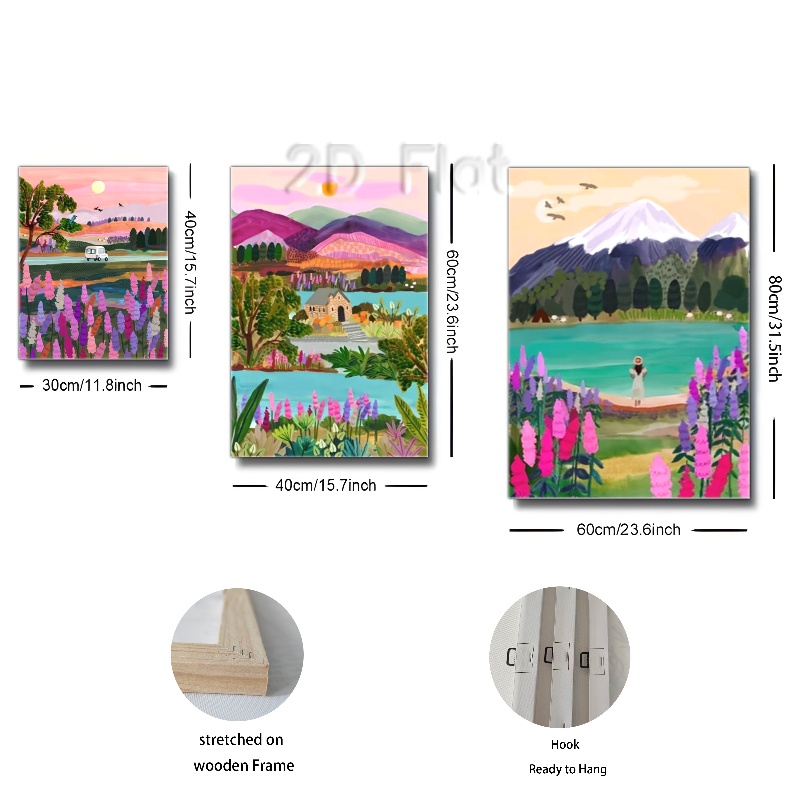 2D Flat
40cm/15.7inch
30cm/11.8inch
60cm/23.6inch
40cm/15.7inch
80cm/31.5inch
60cm/23.6inch
stretched on
wooden Frame
Hook
Ready to Hang